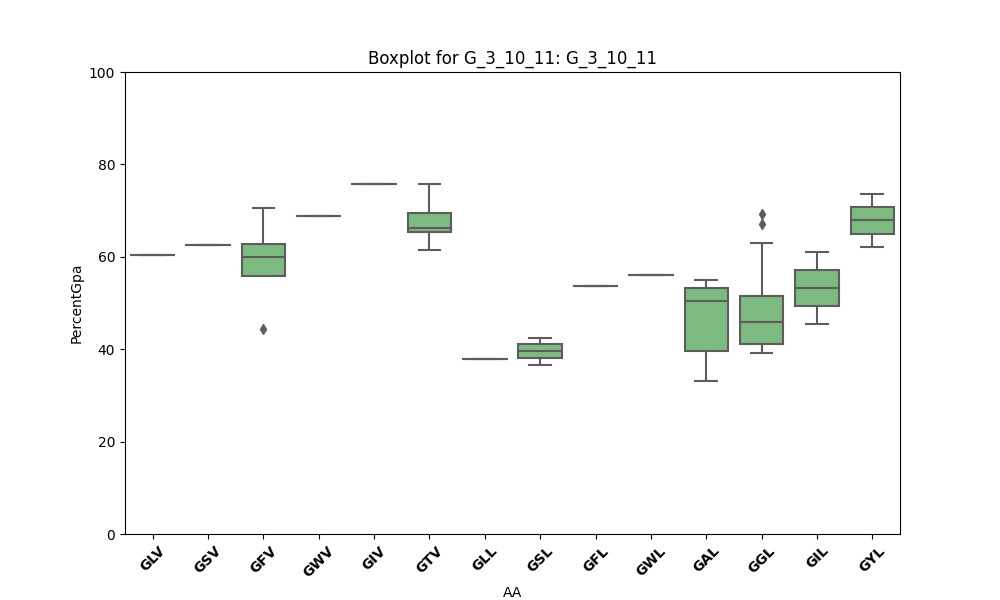 Boxplot for G_3_10_11: G_3_10_11
PercentGpa
100
80
60
40
20
0
GLV GSV GFV GWV GIV GTV GLL GSL GFL GWL GAL GGL GIL GYL
AA